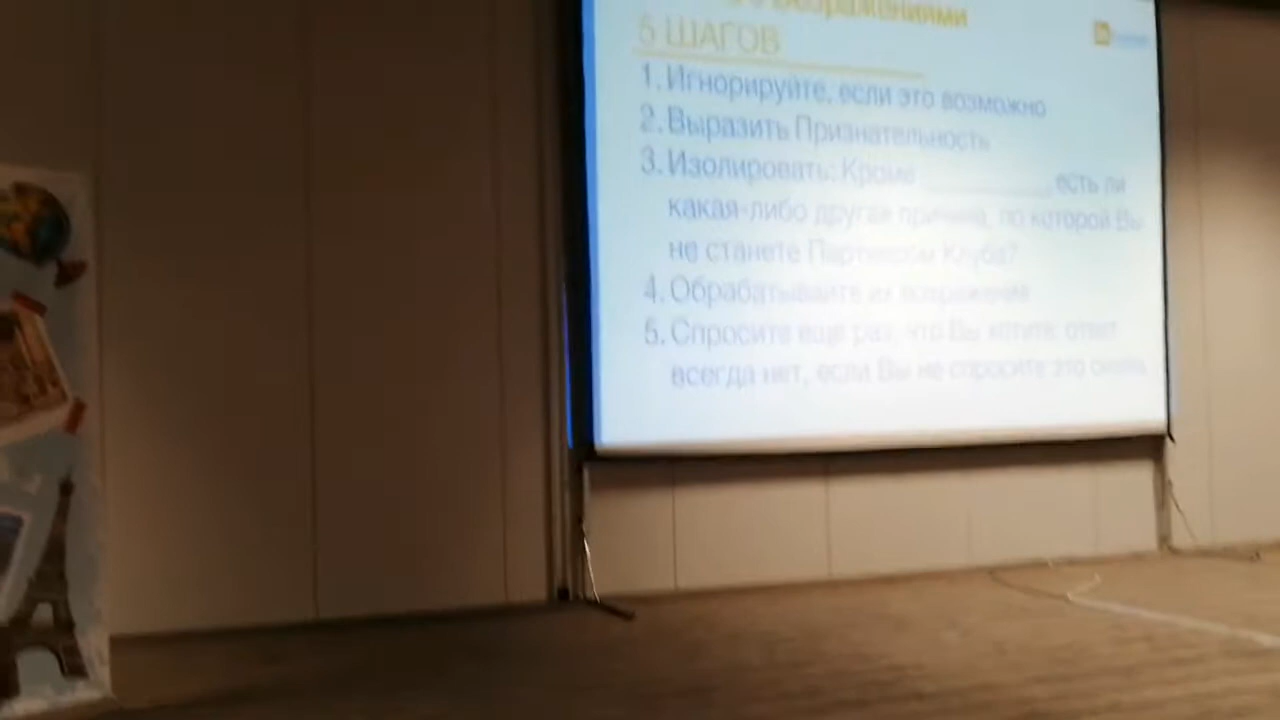 возражениями
5 ШАГОВ
1. Игнорируйте, если это возможно
2. Выразить Признательность
3. Изолировать: Кроме __________, есть ли
какая-либо другая причина, по которой Вы
не станете Партнером Клуба?
4. Обрабатывайте их возражения
5. Спросите еще раз, что Вы хотите: ответ
всегда нет, если Вы не спросите это снова